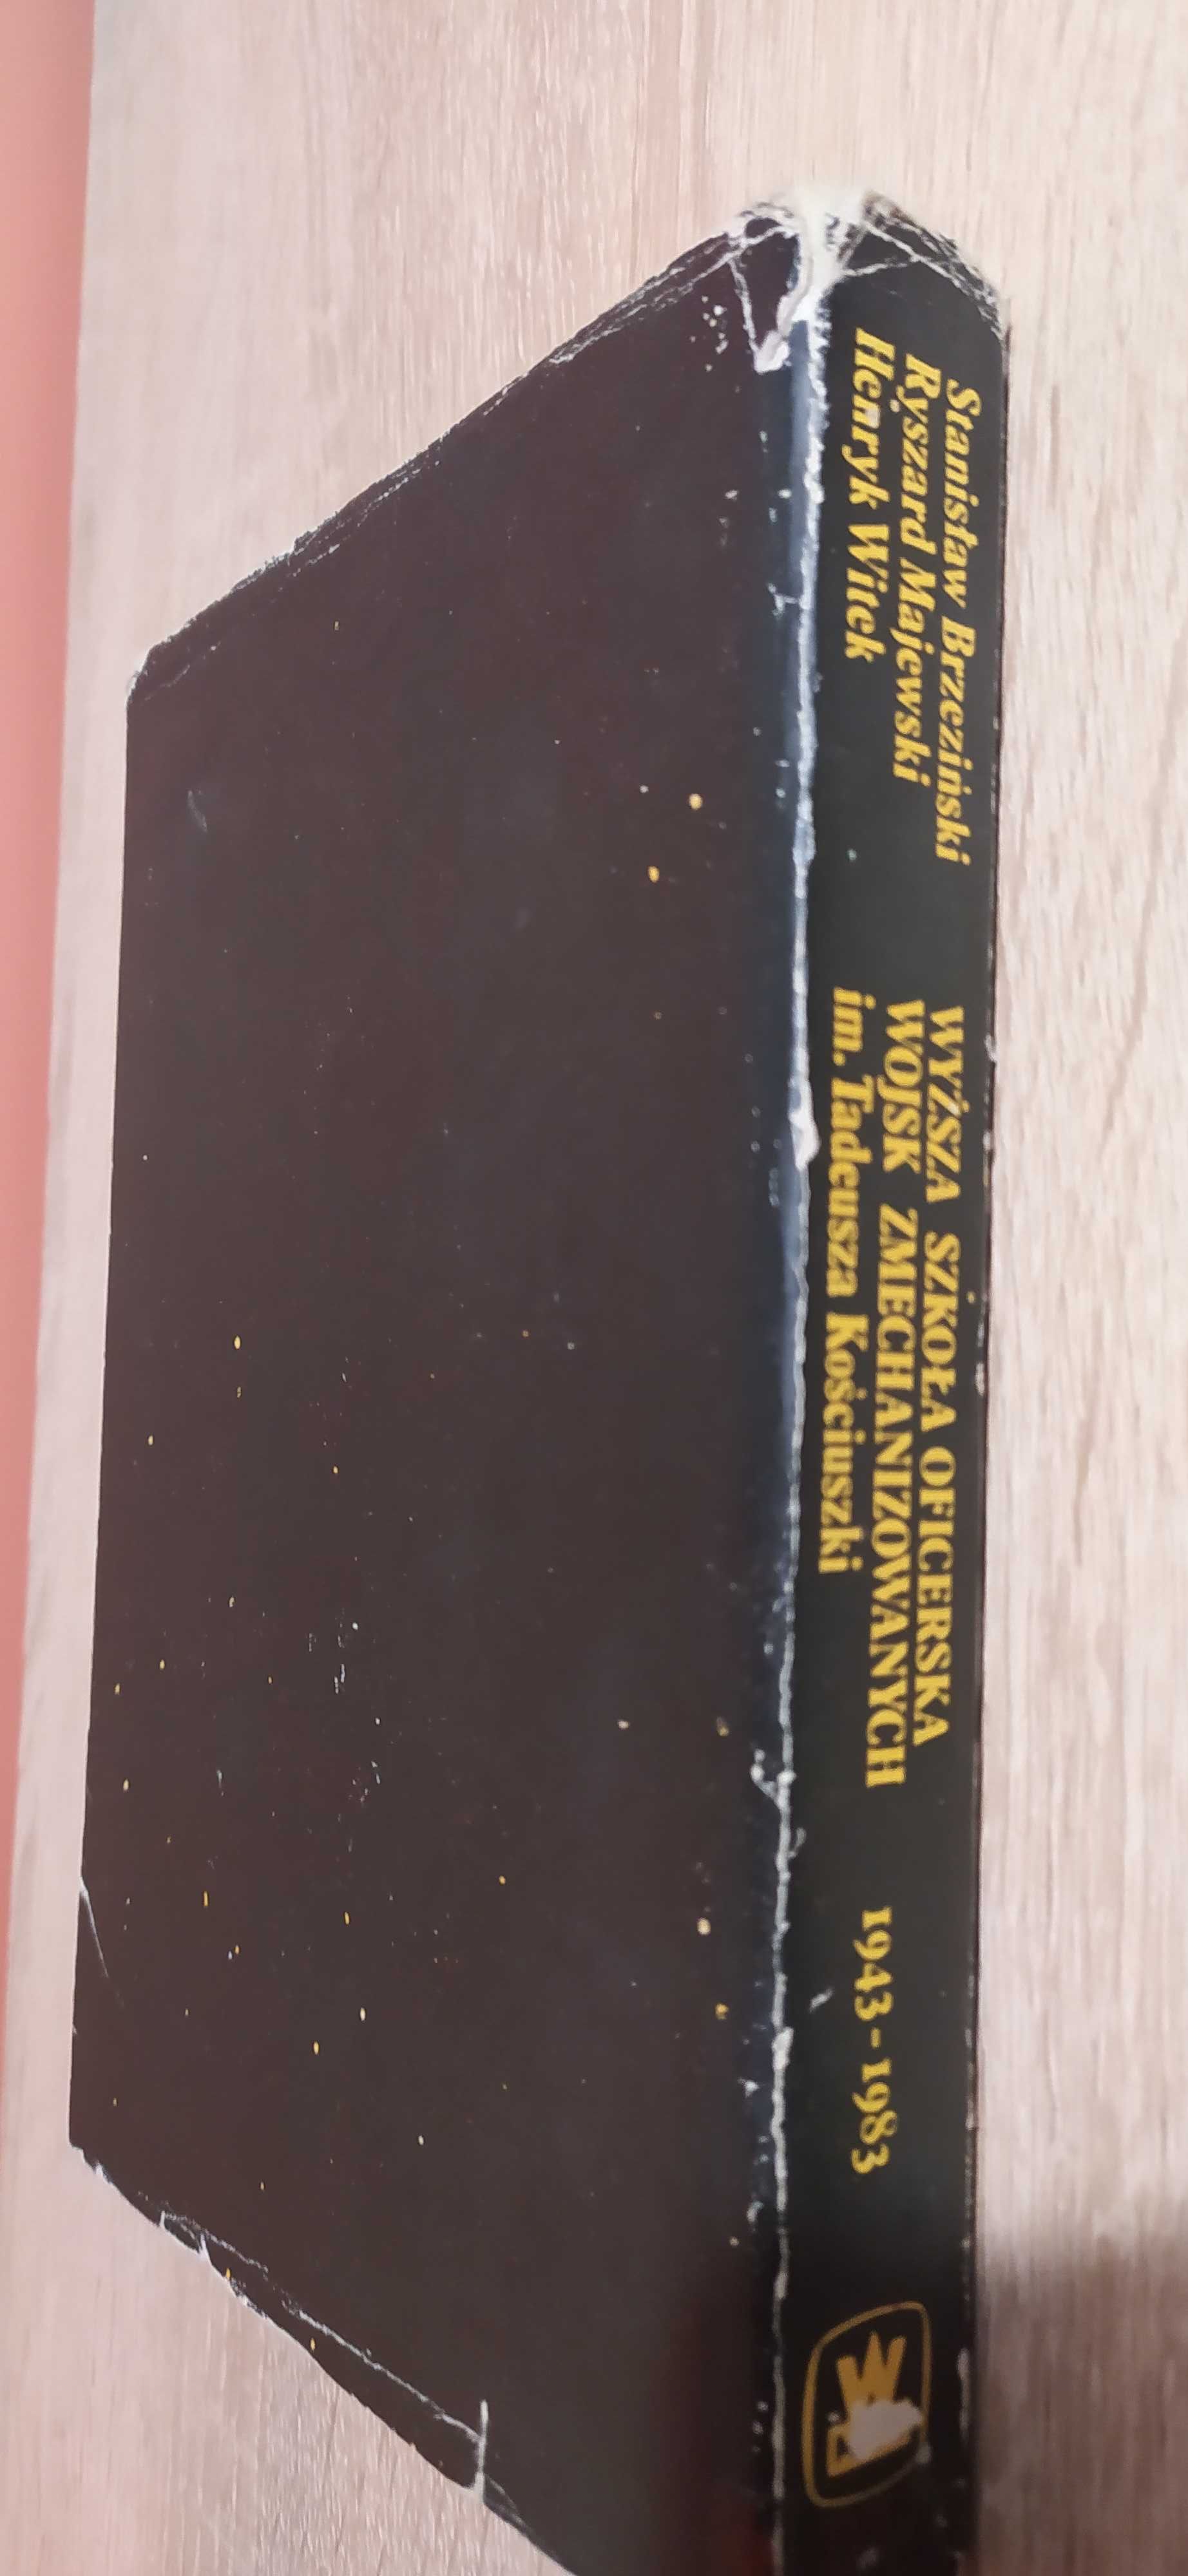 Stanisław Brzeziński
Ryszard Majewski
Henryk Witek
WYŻSZA SZKOŁA OFICERSKA
WOJSK ZMECHANIZOWANYCH
im. Tadeusza Kościuszki
1943-1983